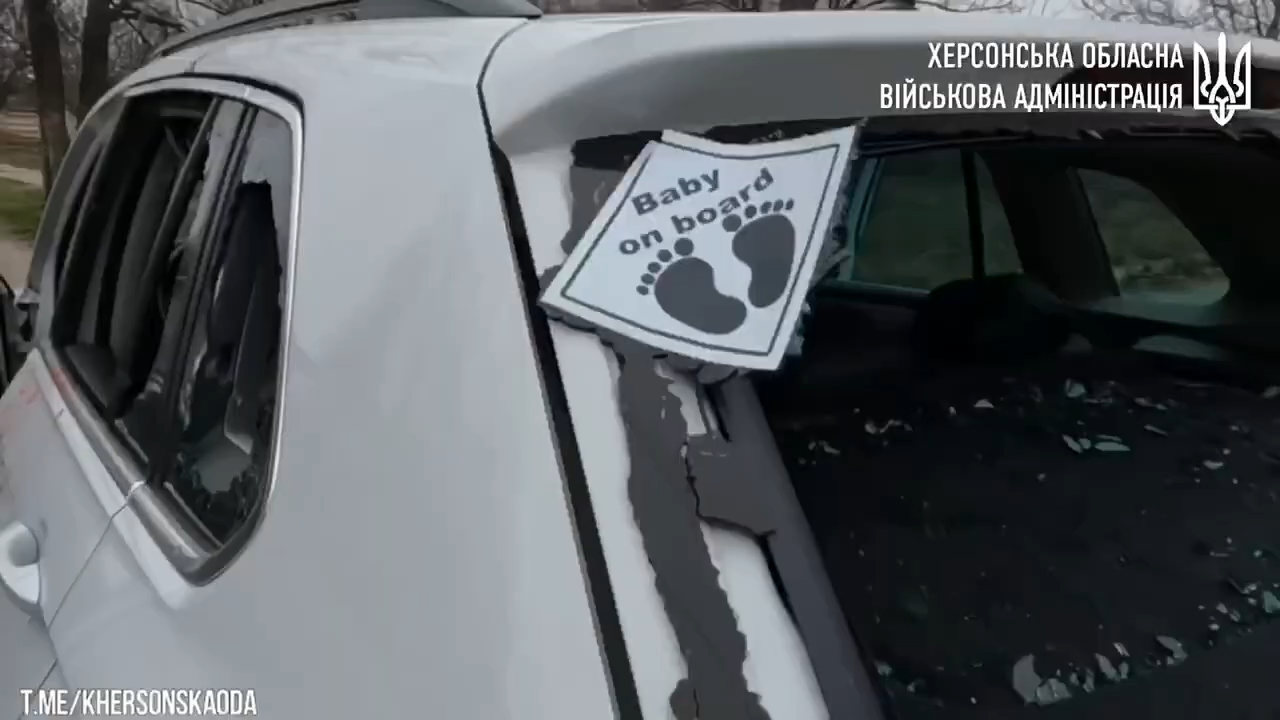 ХЕРСОНСЬКА ОБЛАСНА
ВІЙСЬКОВА АДМІНІСТРАЦІЯ
Baby
on board
T.ME/KHERSONSKAODA